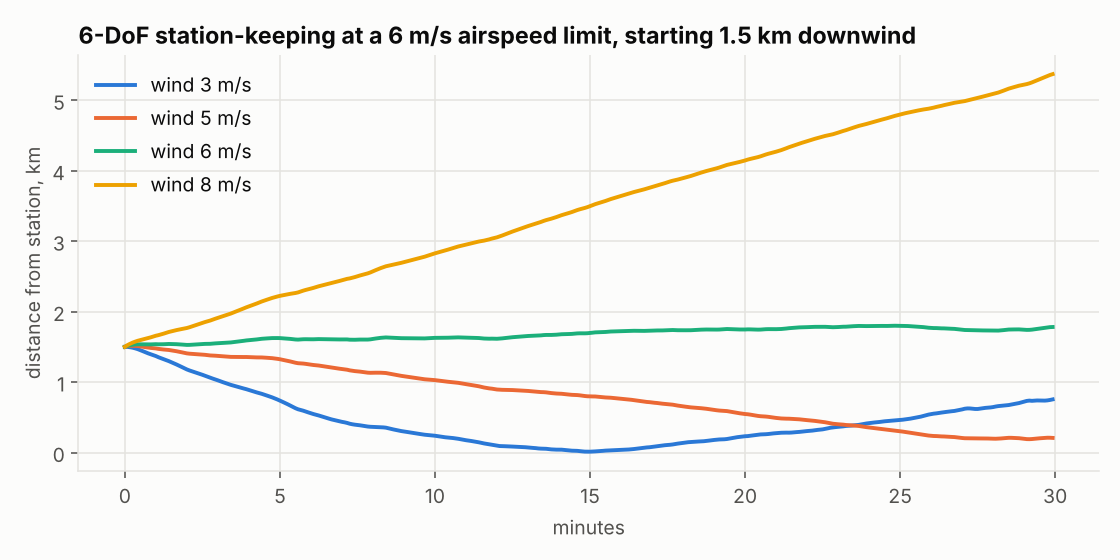 6-DoF station-keeping at a 6 m/s airspeed limit, starting 1.5 km downwind
wind 3 m/s
wind 5 m/s
wind 6 m/s
wind 8 m/s
distance from station, km
5
4
3
2
1
0
0 5 10 15 20 25 30
minutes